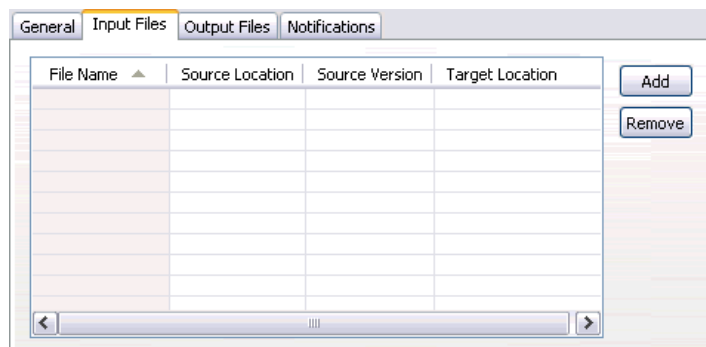 General Input Files Output Files Notifications
File Name Source Location Source Version Target Location
Add
Remove